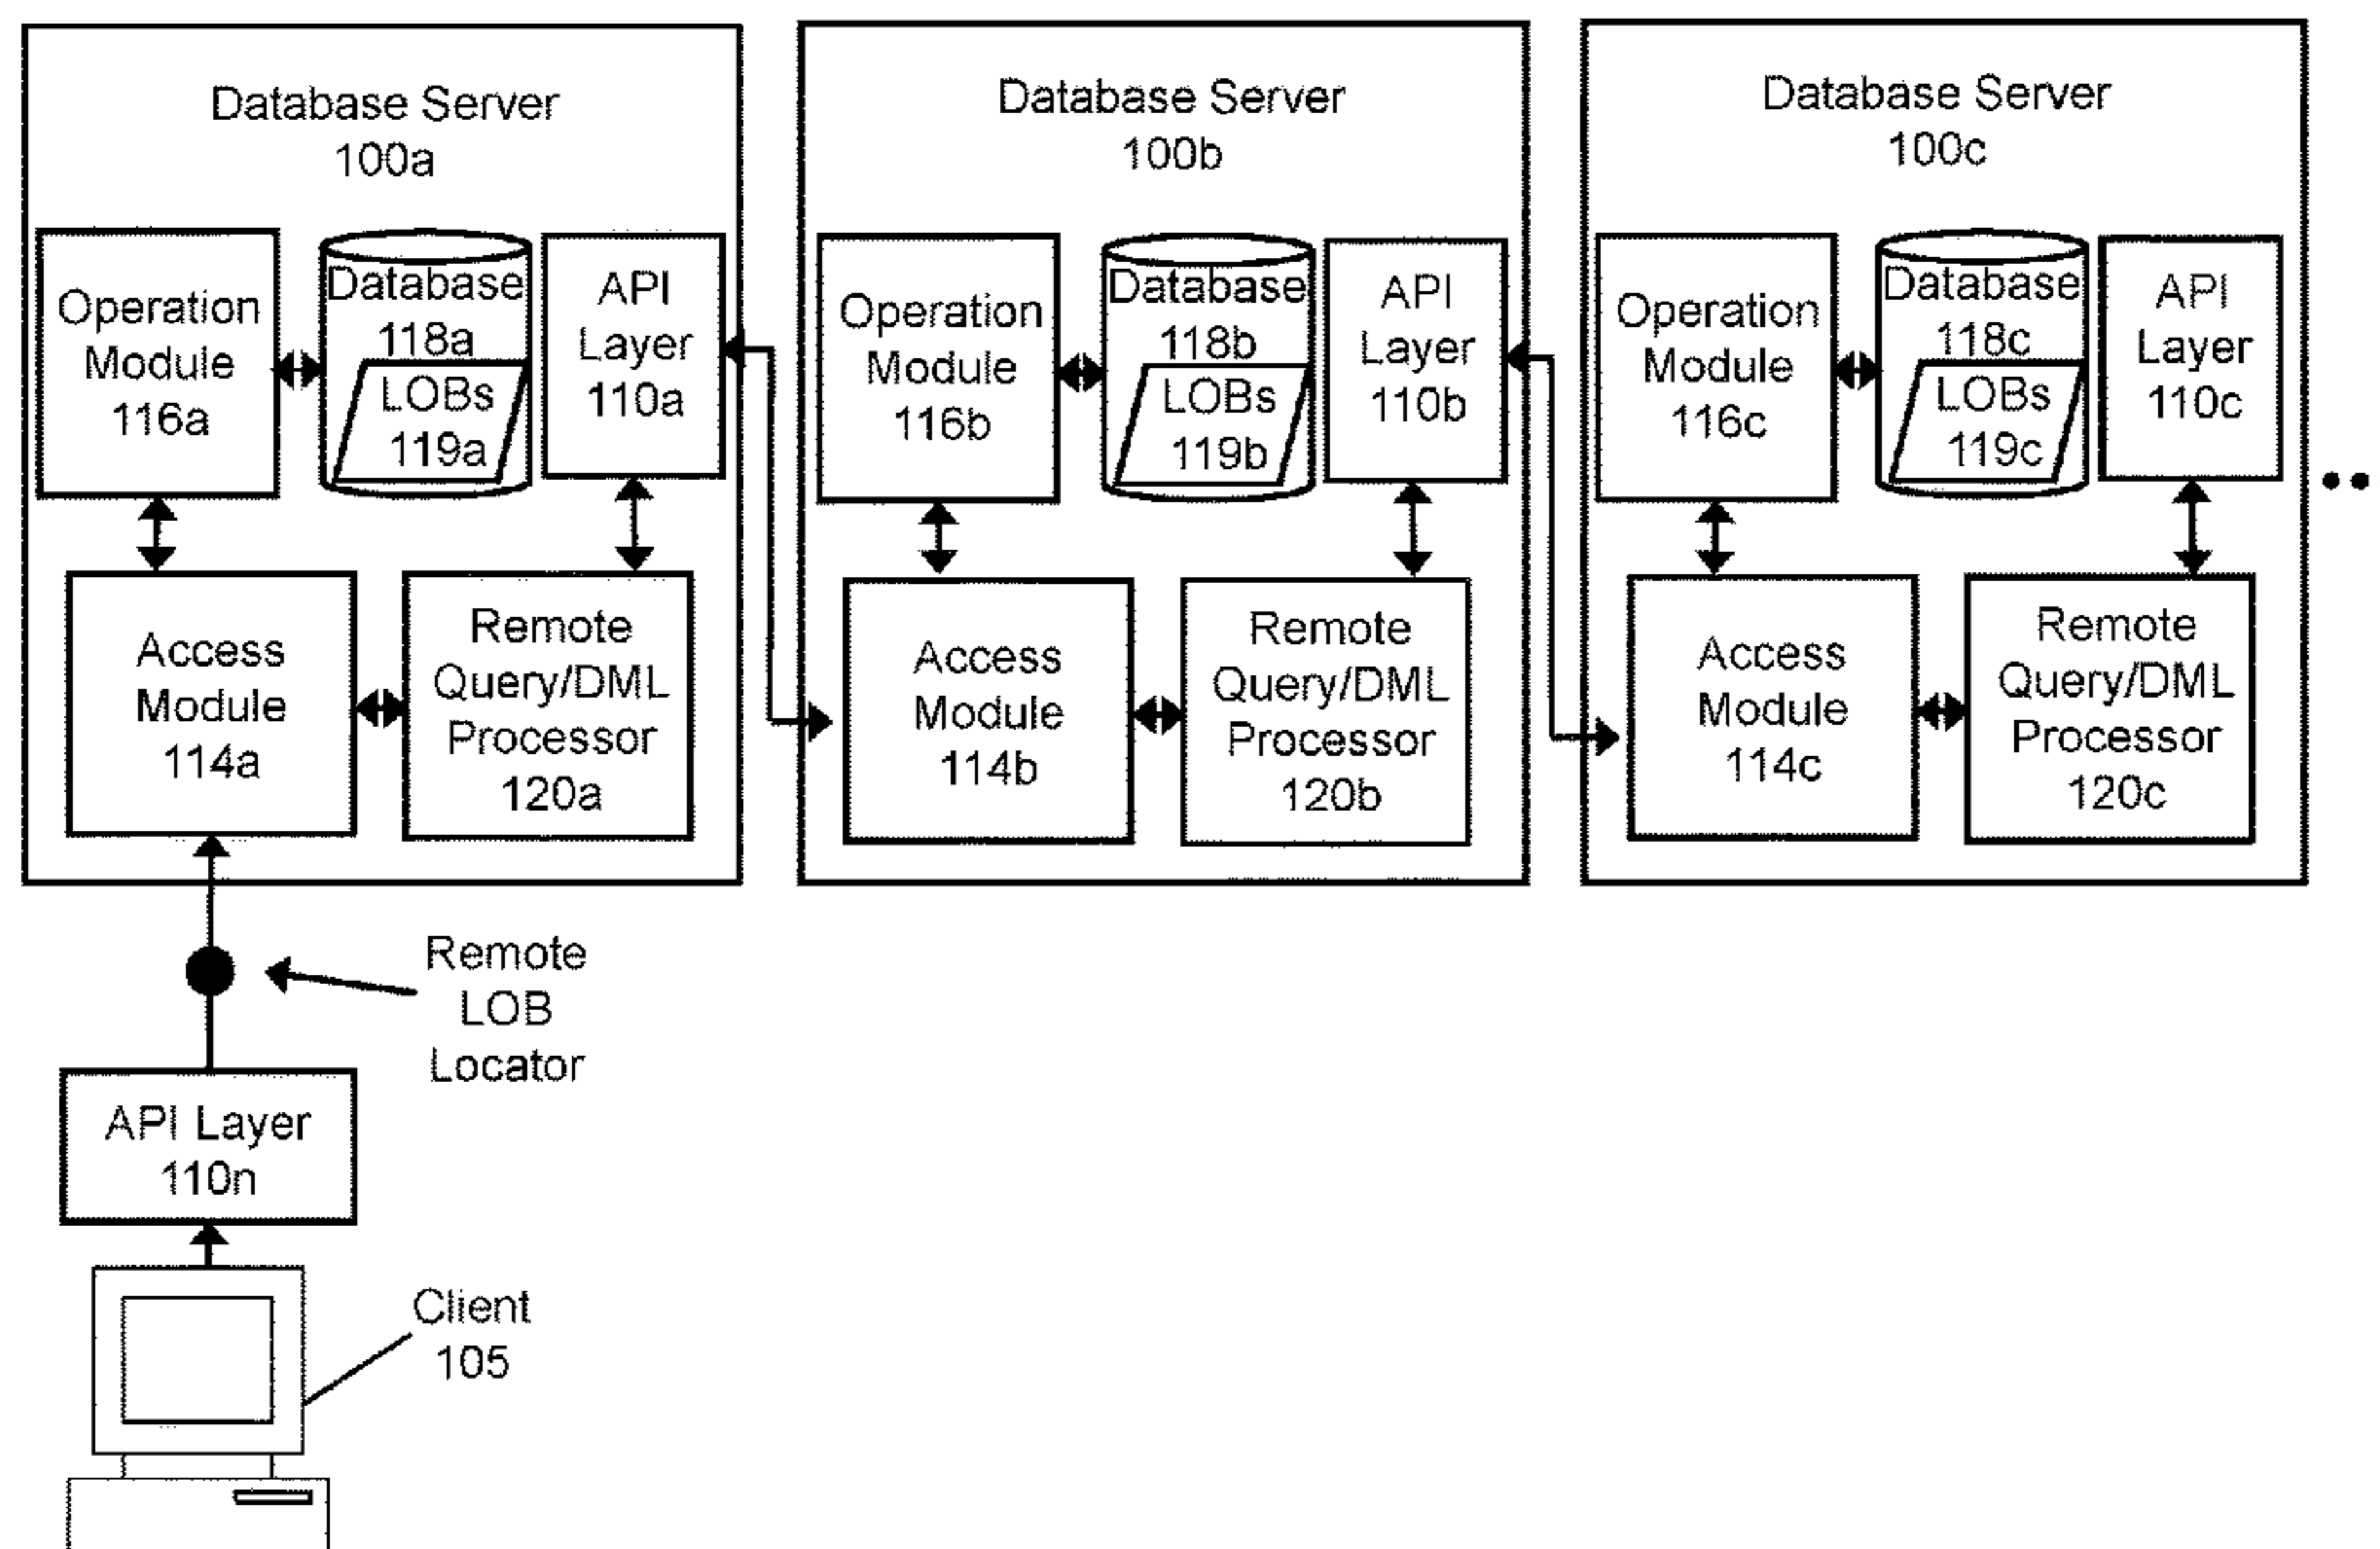 Database Server
100a
Operation
Module
116a
Database
118a
LOBs
119a
API
Layer
110a
Access
Module
114a
Remote
Query/DML
Processor
120a
Database Server
100b
Operation
Module
116b
Database
118b
LOBs
119b
API
Layer
110b
Access
Module
114b
Remote
Query/DML
Processor
120b
Database Server
100c
Operation
Module
116c
Database
118c
LOBs
119c
API
Layer
110c
Access
Module
114c
Remote
Query/DML
Processor
120c
Remote
LOB
Locator
API Layer
110n
Client
105